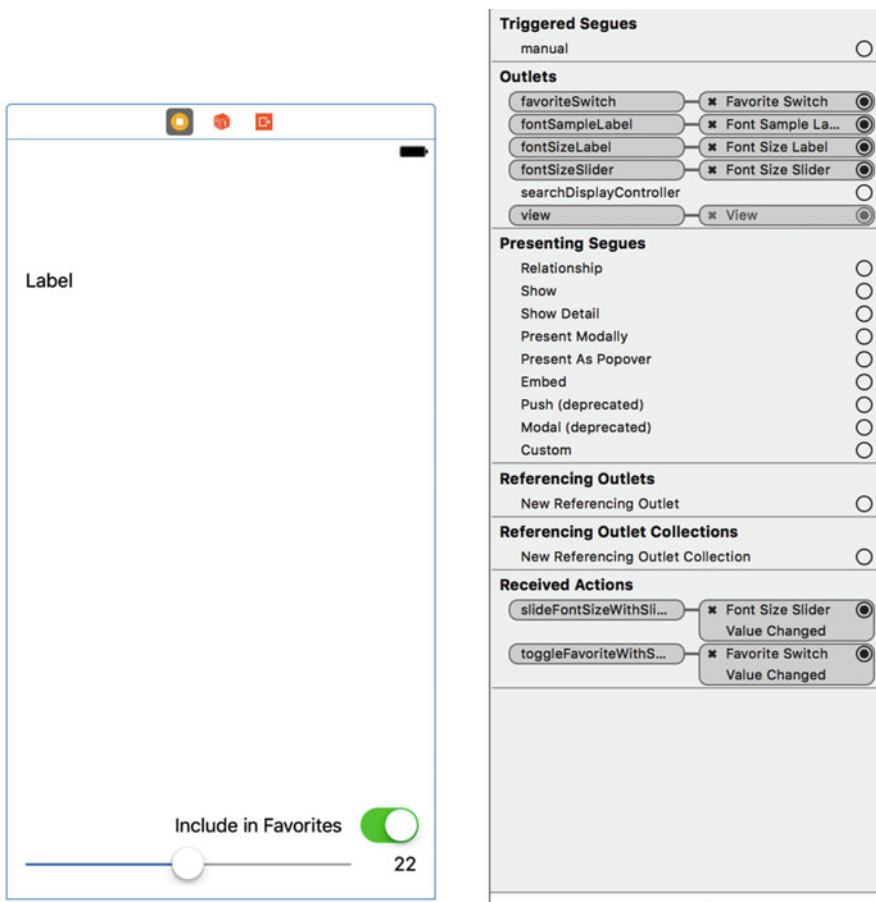 Label
Include in Favorites
22
Triggered Segues
manual
Outlets
favoriteSwitch
Favorite Switch
fontSampleLabel
Font Sample La...
fontSizeLabel
Font Size Label
fontSizeSlider
Font Size Slider
searchDisplayController
view
View
Presenting Segues
Relationship
Show
Show Detail
Present Modally
Present As Popover
Embed
Push (deprecated)
Modal (deprecated)
Custom
Referencing Outlets
New Referencing Outlet
Referencing Outlet Collections
New Referencing Outlet Collection
Received Actions
slideFontSizeWithSli...
Font Size Slider
Value Changed
toggleFavoriteWithS...
Favorite Switch
Value Changed